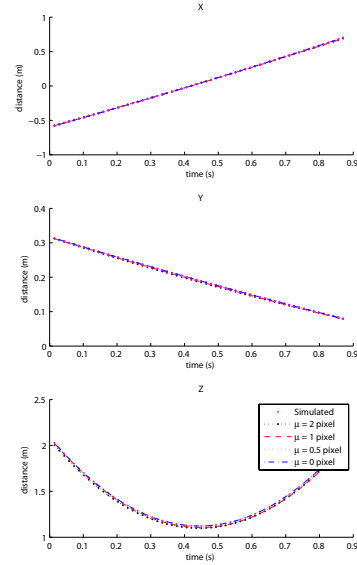 X
1
0.5
0
−0.5
−1
distance (m)
0 0.1 0.2 0.3 0.4 0.5 0.6 0.7 0.8 0.9
time (s)
Y
0.4
0.3
0.2
0.1
0
distance (m)
0 0.1 0.2 0.3 0.4 0.5 0.6 0.7 0.8 0.9
time (s)
Z
2.5
2
1.5
1
distance (m)
Simulated
μ = 2 pixel
μ = 1 pixel
μ = 0.5 pixel
μ = 0 pixel
0 0.1 0.2 0.3 0.4 0.5 0.6 0.7 0.8 0.9
time (s)